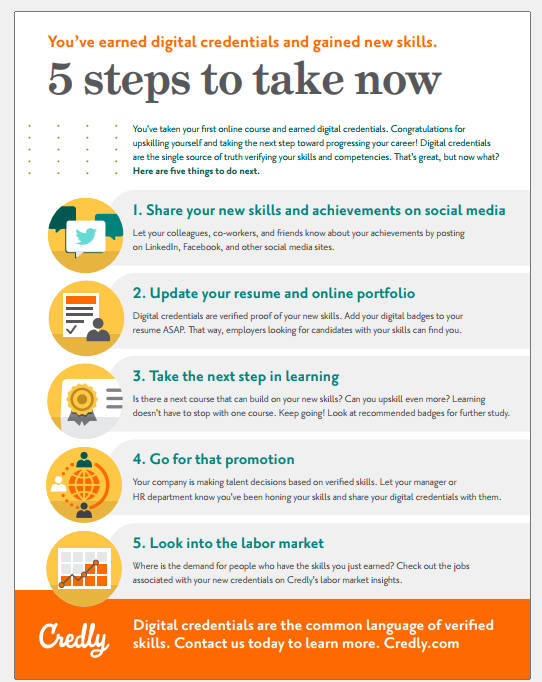 You've earned digital credentials and gained new skills.
5 steps to take now
You've taken your first online course and earned digital credentials. Congratulations for
upskilling yourself and taking the next step toward progressing your career! Digital credentials
are the single source of truth verifying your skills and competencies. That's great, but now what?
Here are five things to do next.
1. Share your new skills and achievements on social media
Let your colleagues, co-workers, and friends know about your achievements by posting
on LinkedIn, Facebook, and other social media sites.
2. Update your resume and online portfolio
Digital credentials are verified proof of your new skills. Add your digital badges to your
resume ASAP. That way, employers looking for candidates with your skills can find you.
3. Take the next step in learning
Is there a next course that can build on your new skills? Can you upskill even more? Learning
doesn't have to stop with one course. Keep going! Look at recommended badges for further study.
4. Go for that promotion
Your company is making talent decisions based on verified skills. Let your manager or
HR department know you've been honing your skills and share your digital credentials with them.
5. Look into the labor market
Where is the demand for people who have the skills you just earned? Check out the jobs
associated with your new credentials on Credly's labor market insights.
Credly
Digital credentials are the common language of verified
skills. Contact us today to learn more. Credly.com